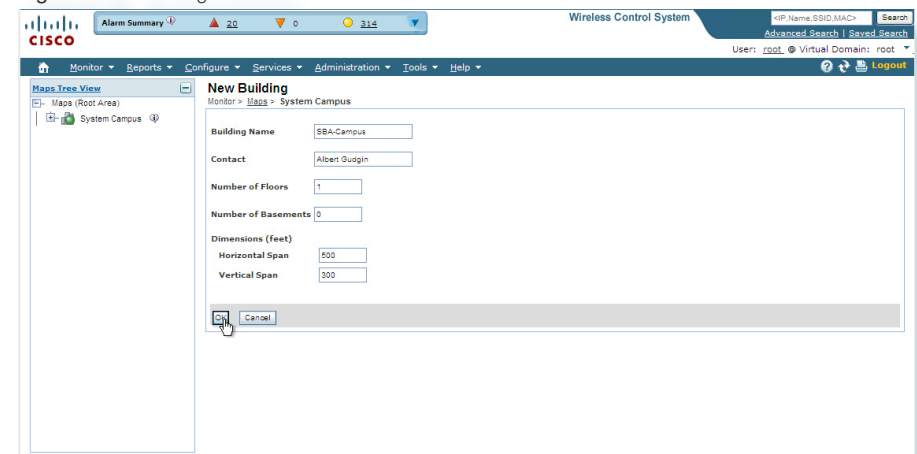 Alarm Summary 20 0 314 Wireless Control System <IP,Name,SSID,MAC> Search
CISCO
Advanced Search | Saved Search
User: root @ Virtual Domain: root
Monitor Reports Configure Services Administration Tools Help Logout
Maps Tree View
Maps (Root Area)
System Campus
New Building
Monitor > Maps > System Campus
Building Name SBA-Campus
Contact Albert Gudgin
Number of Floors 1
Number of Basements 0
Dimensions (feet)
Horizontal Span 500
Vertical Span 300
OK Cancel